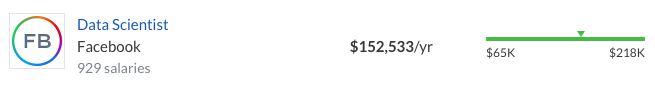 FB
Data Scientist
Facebook
929 salaries
$152,533/yr
$65K
$218K